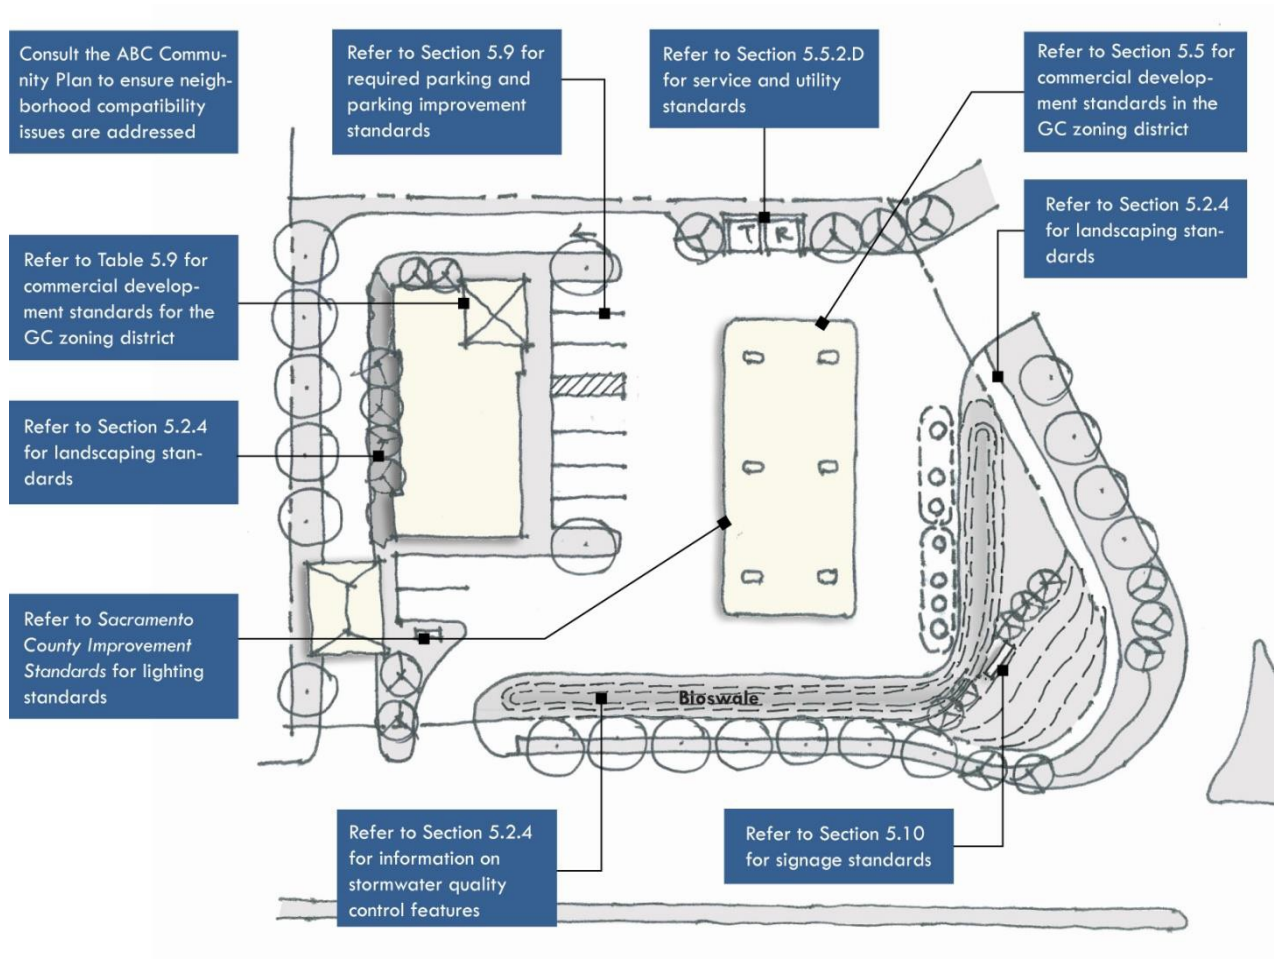 Consult the ABC Commu-
nity Plan to ensure neigh-
borhood compatibility
issues are addressed
Refer to Section 5.9 for
required parking and
parking improvement
standards
Refer to Section 5.5.2.D
for service and utility
standards
Refer to Section 5.5 for
commercial develop-
ment standards in the
GC zoning district
Refer to Section 5.2.4
for landscaping stan-
dards
T R
Refer to Table 5.9 for
commercial develop-
ment standards for the
GC zoning district
Refer to Section 5.2.4
for landscaping stan-
dards
Refer to Sacramento
County Improvement
Standards for lighting
standards
Bioswale
Refer to Section 5.2.4
for information on
stormwater quality
control features
Refer to Section 5.10
for signage standards